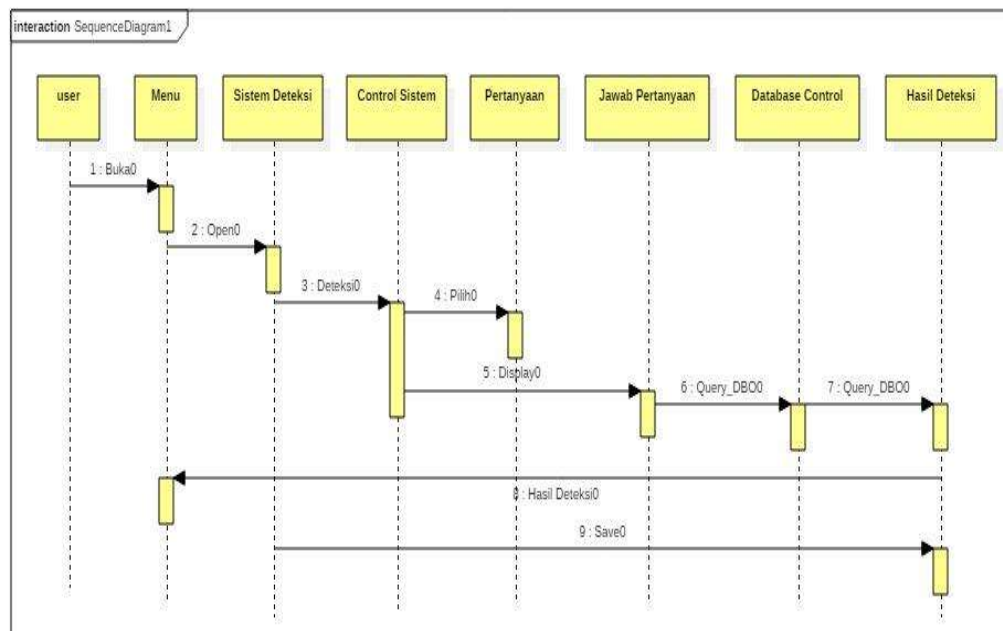 interaction SequenceDiagram1
user
Menu
Sistem Deteksi
Control Sistem
Pertanyaan
Jawab Pertanyaan
Database Control
Hasil Deteksi
1 : Buka0
2 : Open0
3 : Deteksi0
4 : Pilih0
5 : Display0
6 : Query_DBO0
7 : Query_DBO0
8 : Hasil Deteksi0
9 : Save0